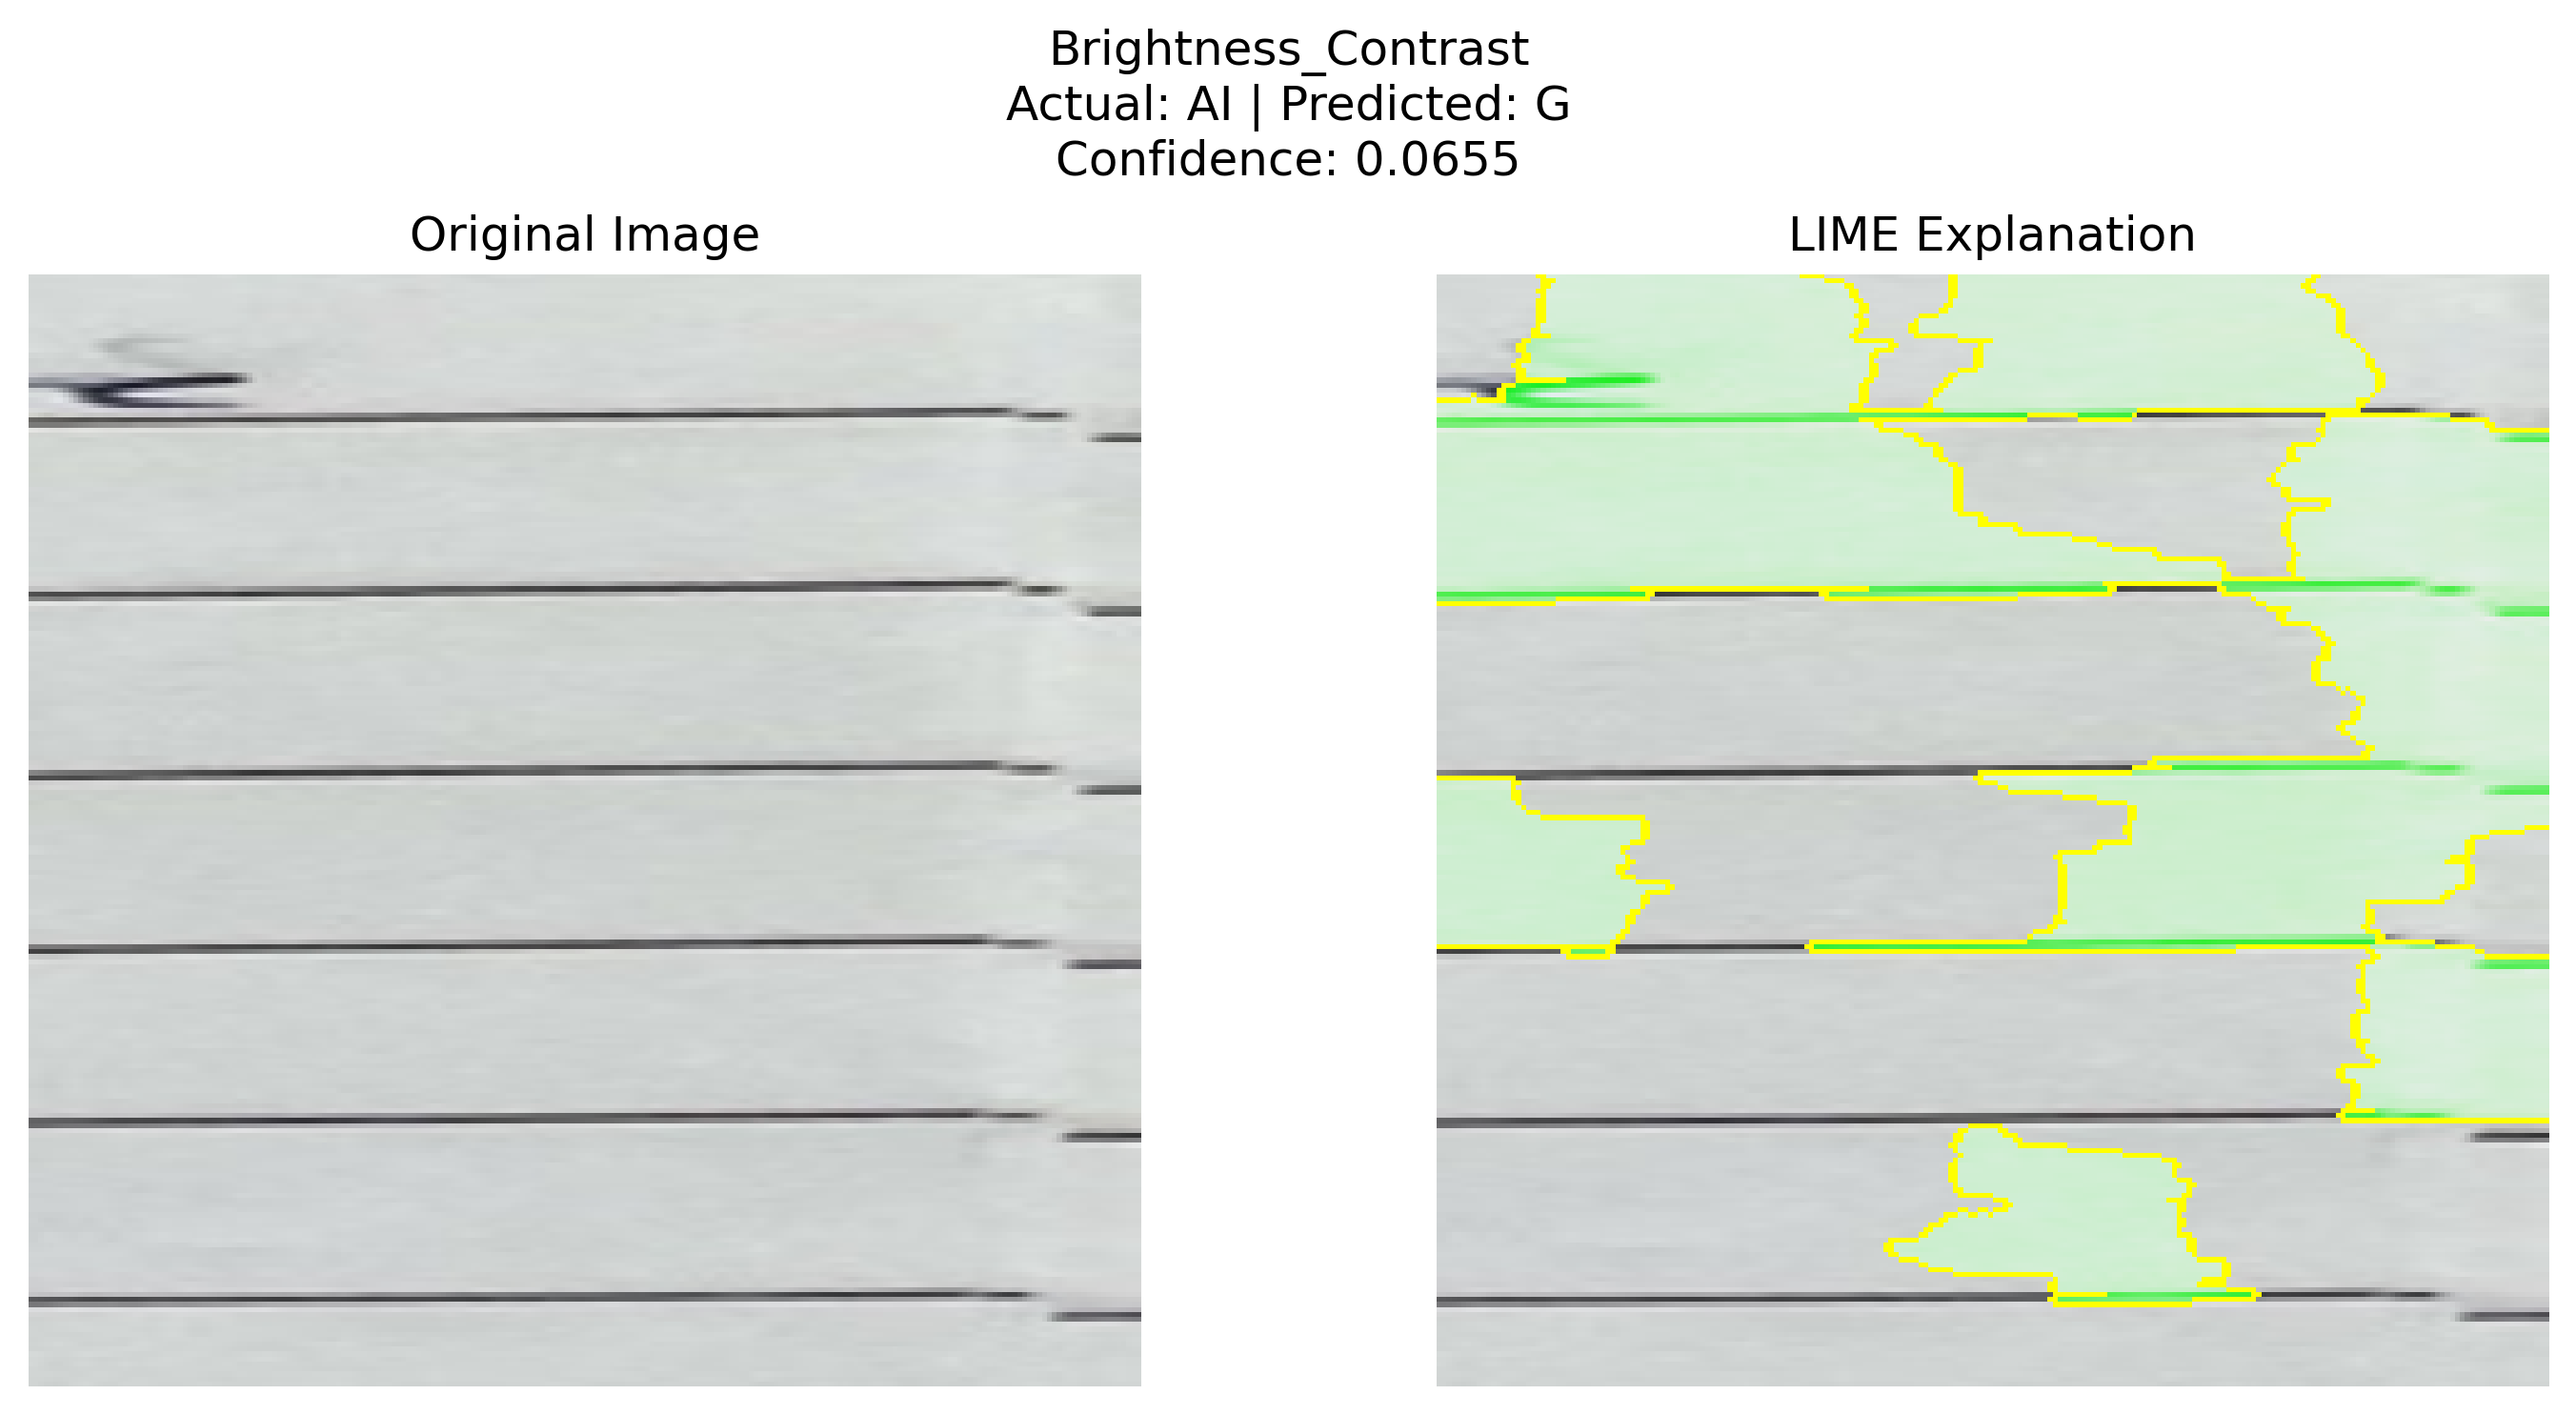 Brightness_Contrast
Actual: AI | Predicted: G
Confidence: 0.0655
Original Image
LIME Explanation